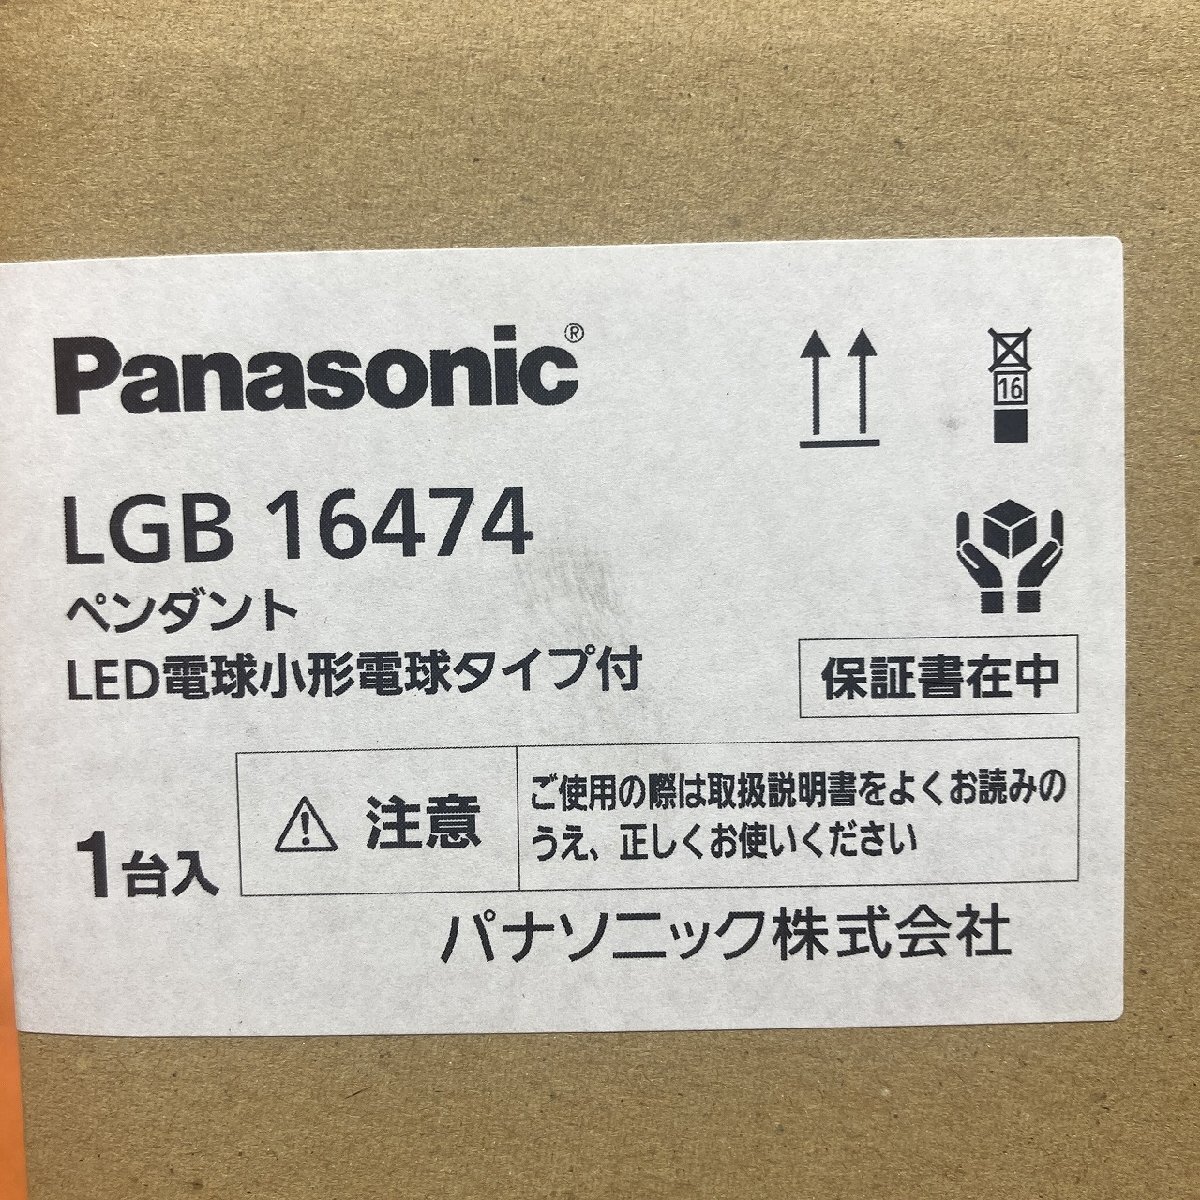 Panasonic®
16
LGB 16474
ペンダント
LED電球小形電球タイプ付
保証書在中
注意
ご使用の際は取扱説明書をよくお読みの
うえ、正しくお使いください
1台入
パナソニック株式会社